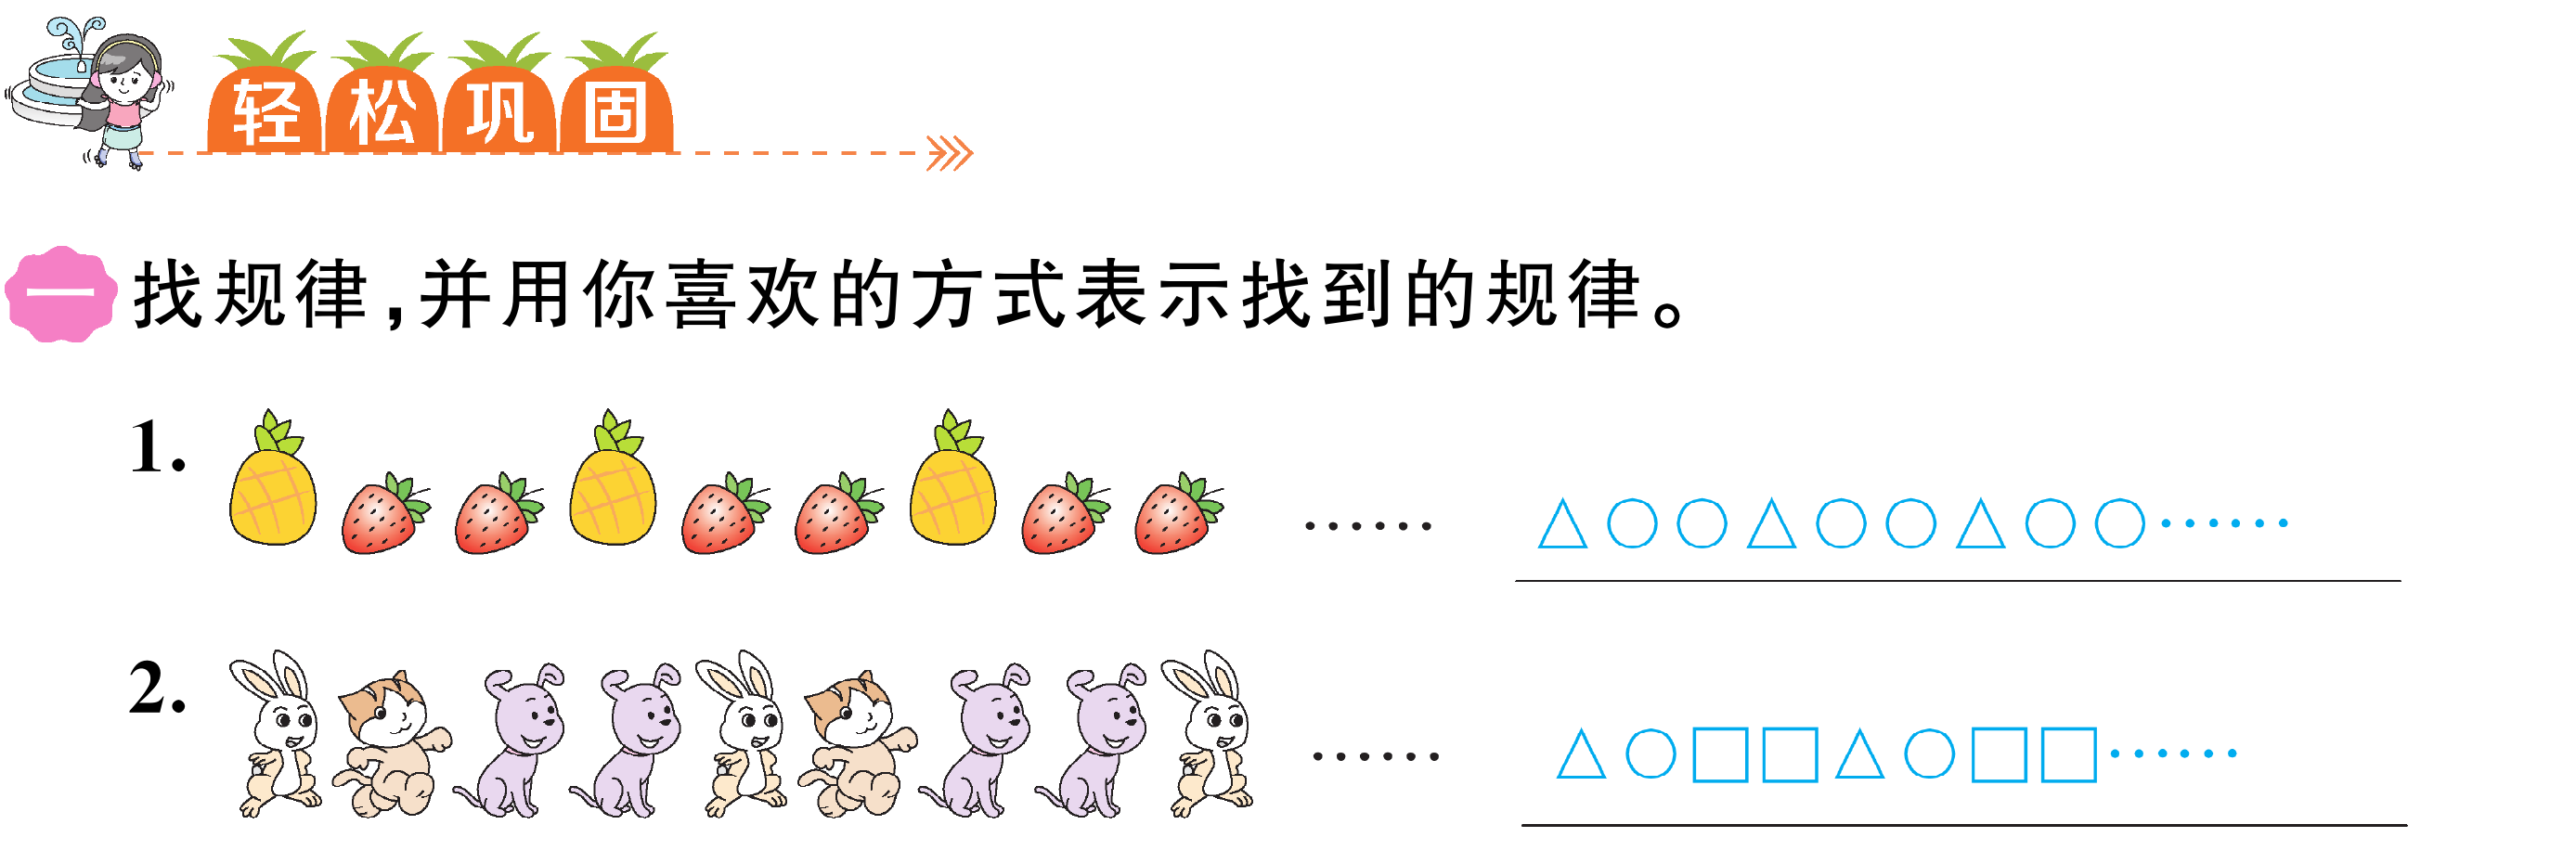 轻松巩固
一 找规律,并用你喜欢的方式表示找到的规律。
1. …… △○○△○○△○○……
2. …… △○□□△○□□……